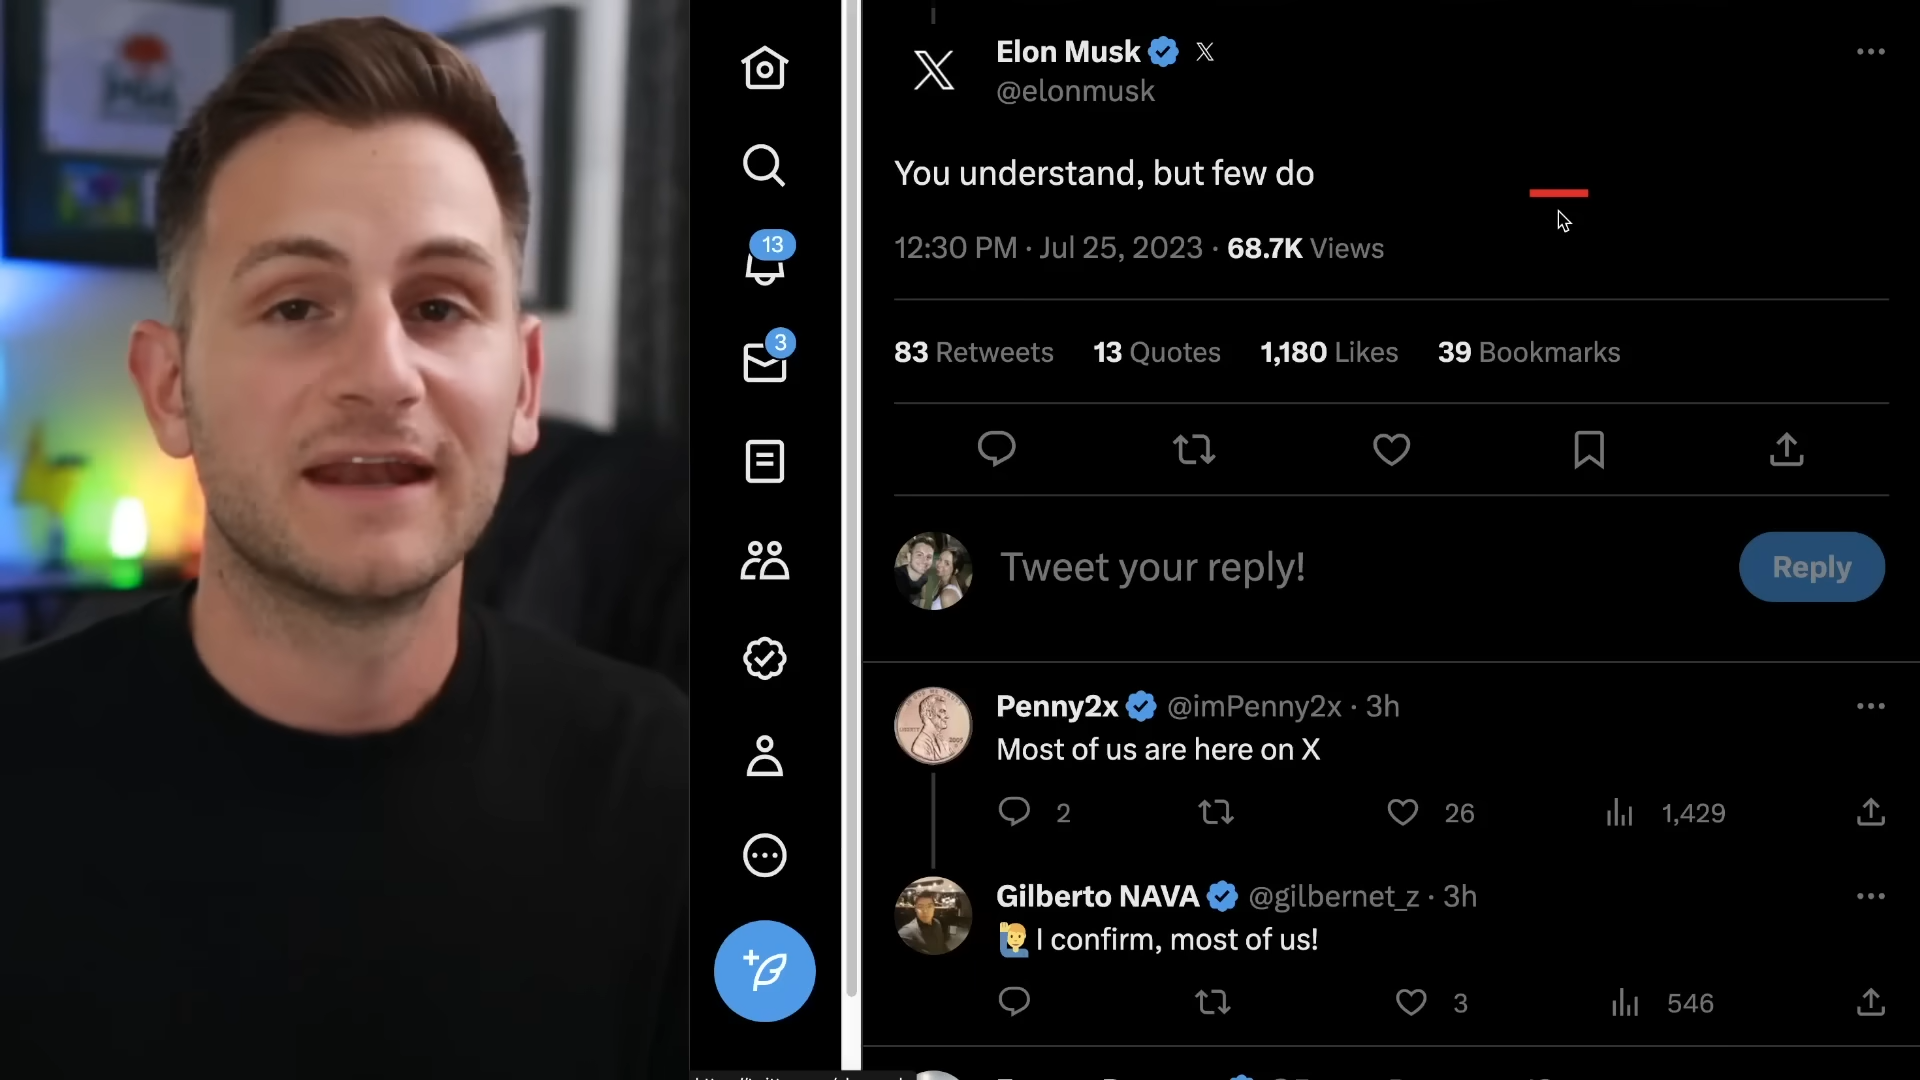 Elon Musk
@elonmusk
You understand, but few do
12:30 PM · Jul 25, 2023 · 68.7K Views
83 Retweets 13 Quotes 1,180 Likes 39 Bookmarks
Tweet your reply!
Reply
13
3
Penny2x @imPenny2x · 3h
Most of us are here on X
2 26 1,429
Gilberto NAVA @gilbernet_z · 3h
🙋‍♂️ I confirm, most of us!
3 546